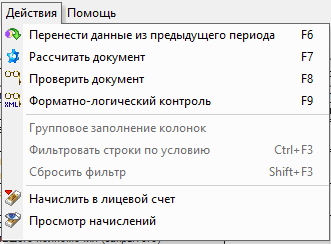 Действия Помощь
Перенести данные из предыдущего периода F6
Рассчитать документ F7
Проверить документ F8
XMLК Форматно-логический контроль F9
Групповое заполнение колонок
Фильтровать строки по условию Ctrl+F3
Сбросить фильтр Shift+F3
Начислить в лицевой счет
Просмотр начислений